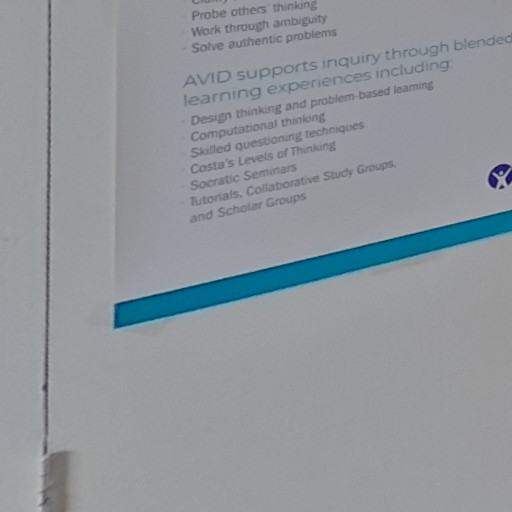 - Probe others' thinking
- Work through ambiguity
- Solve authentic problems
AVID supports inquiry through blended
learning experiences including:
- Design thinking and problem-based learning
- Computational thinking
- Skilled questioning techniques
- Costa's Levels of Thinking
- Socratic Seminars
- Tutorials, Collaborative Study Groups,
and Scholar Groups